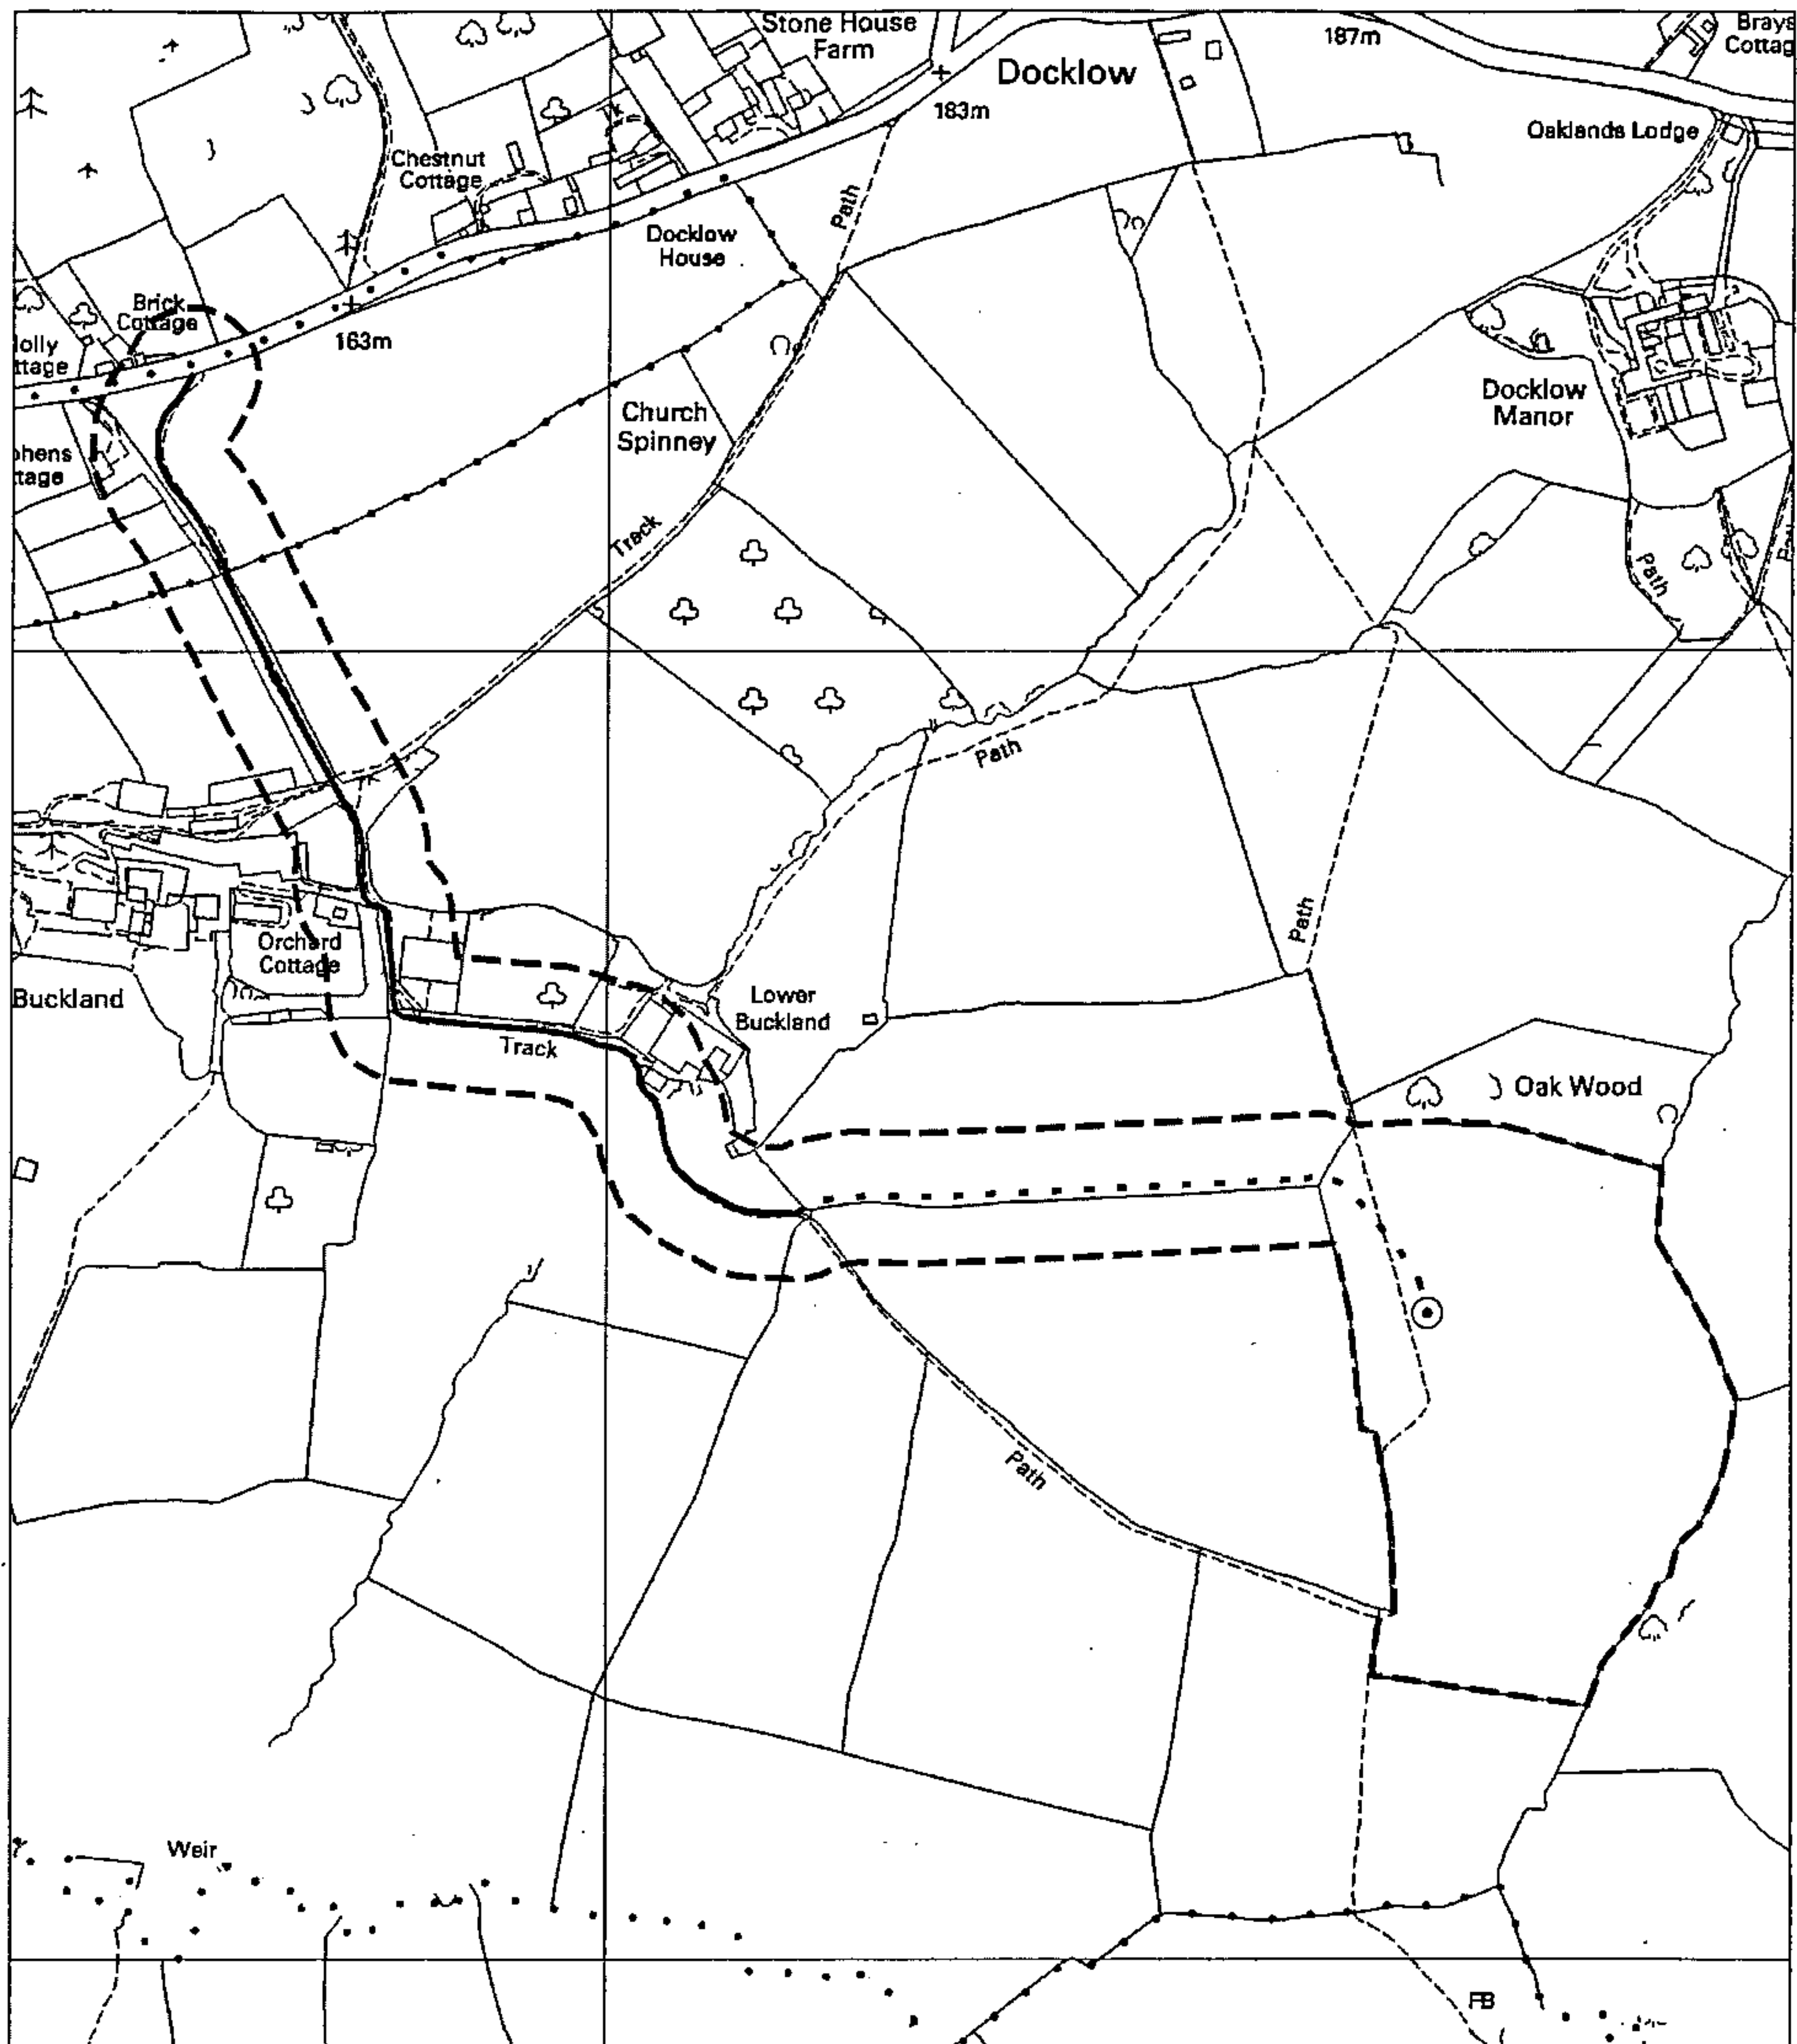 Stone House
Farm
Docklow
187m
Brays
Cottag
183m
Oaklands Lodge
Chestnut
Cottage
Path
Docklow
House
Brick
Cottage
163m
olly
ttage
Docklow
Manor
Church
Spinney
phens
ttage
Track
Path
Path
Path
Orchard
Cottage
Buckland
Lower
Buckland
Track
Oak Wood
Path
Weir
FB